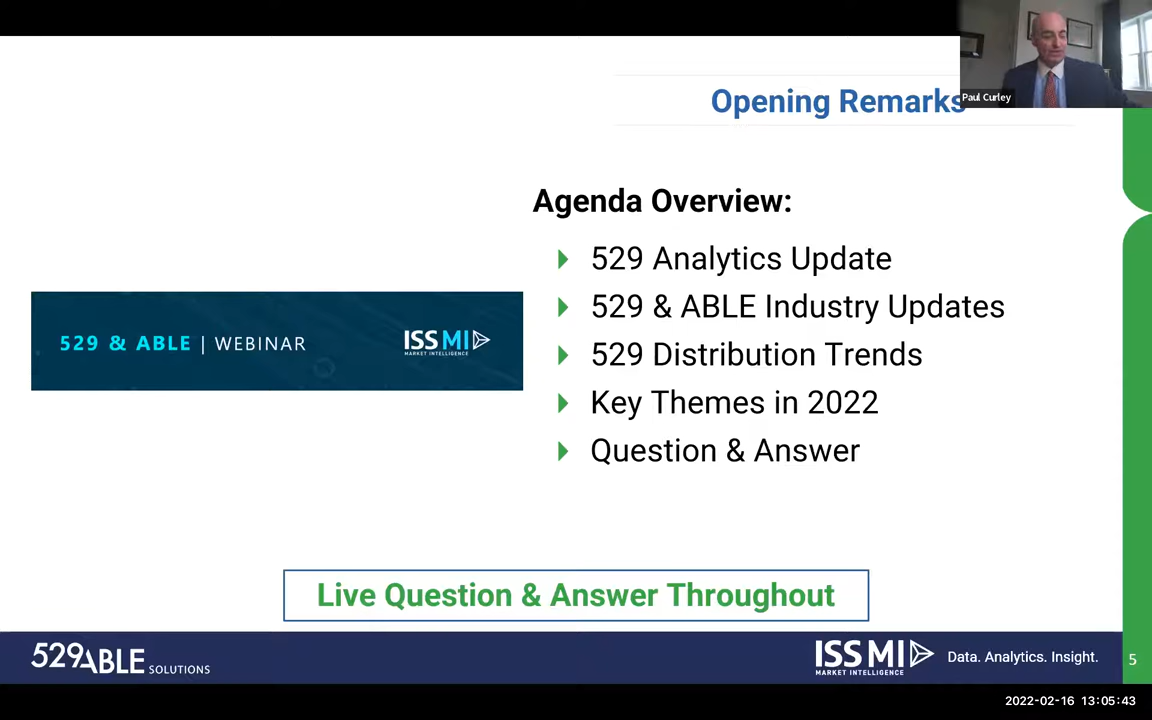 Opening Remarks
Paul Curley
Agenda Overview:
529 Analytics Update
529 & ABLE Industry Updates
529 Distribution Trends
Key Themes in 2022
Question & Answer
529 & ABLE | WEBINAR
ISS MI
MARKET INTELLIGENCE
Live Question & Answer Throughout
529ABLE SOLUTIONS
ISS MI
MARKET INTELLIGENCE
Data. Analytics. Insight.
5
2022-02-16 13:05:43